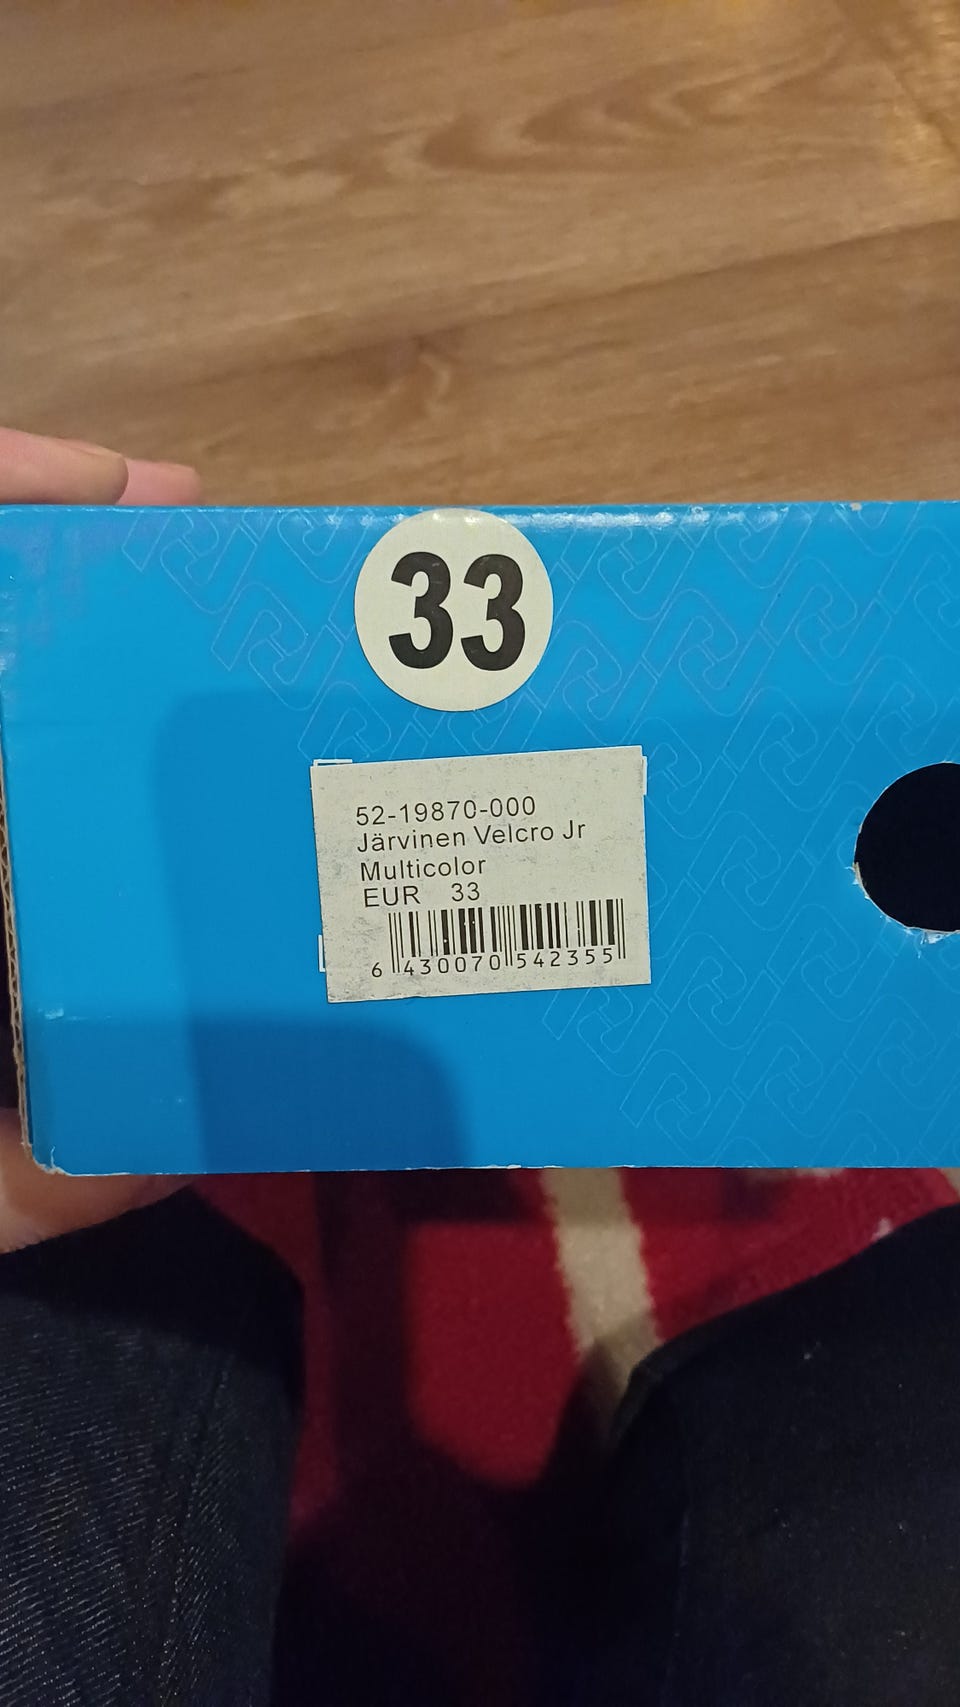 33
52-19870-000
Järvinen Velcro Jr
Multicolor
EUR 33
6 430070 542355